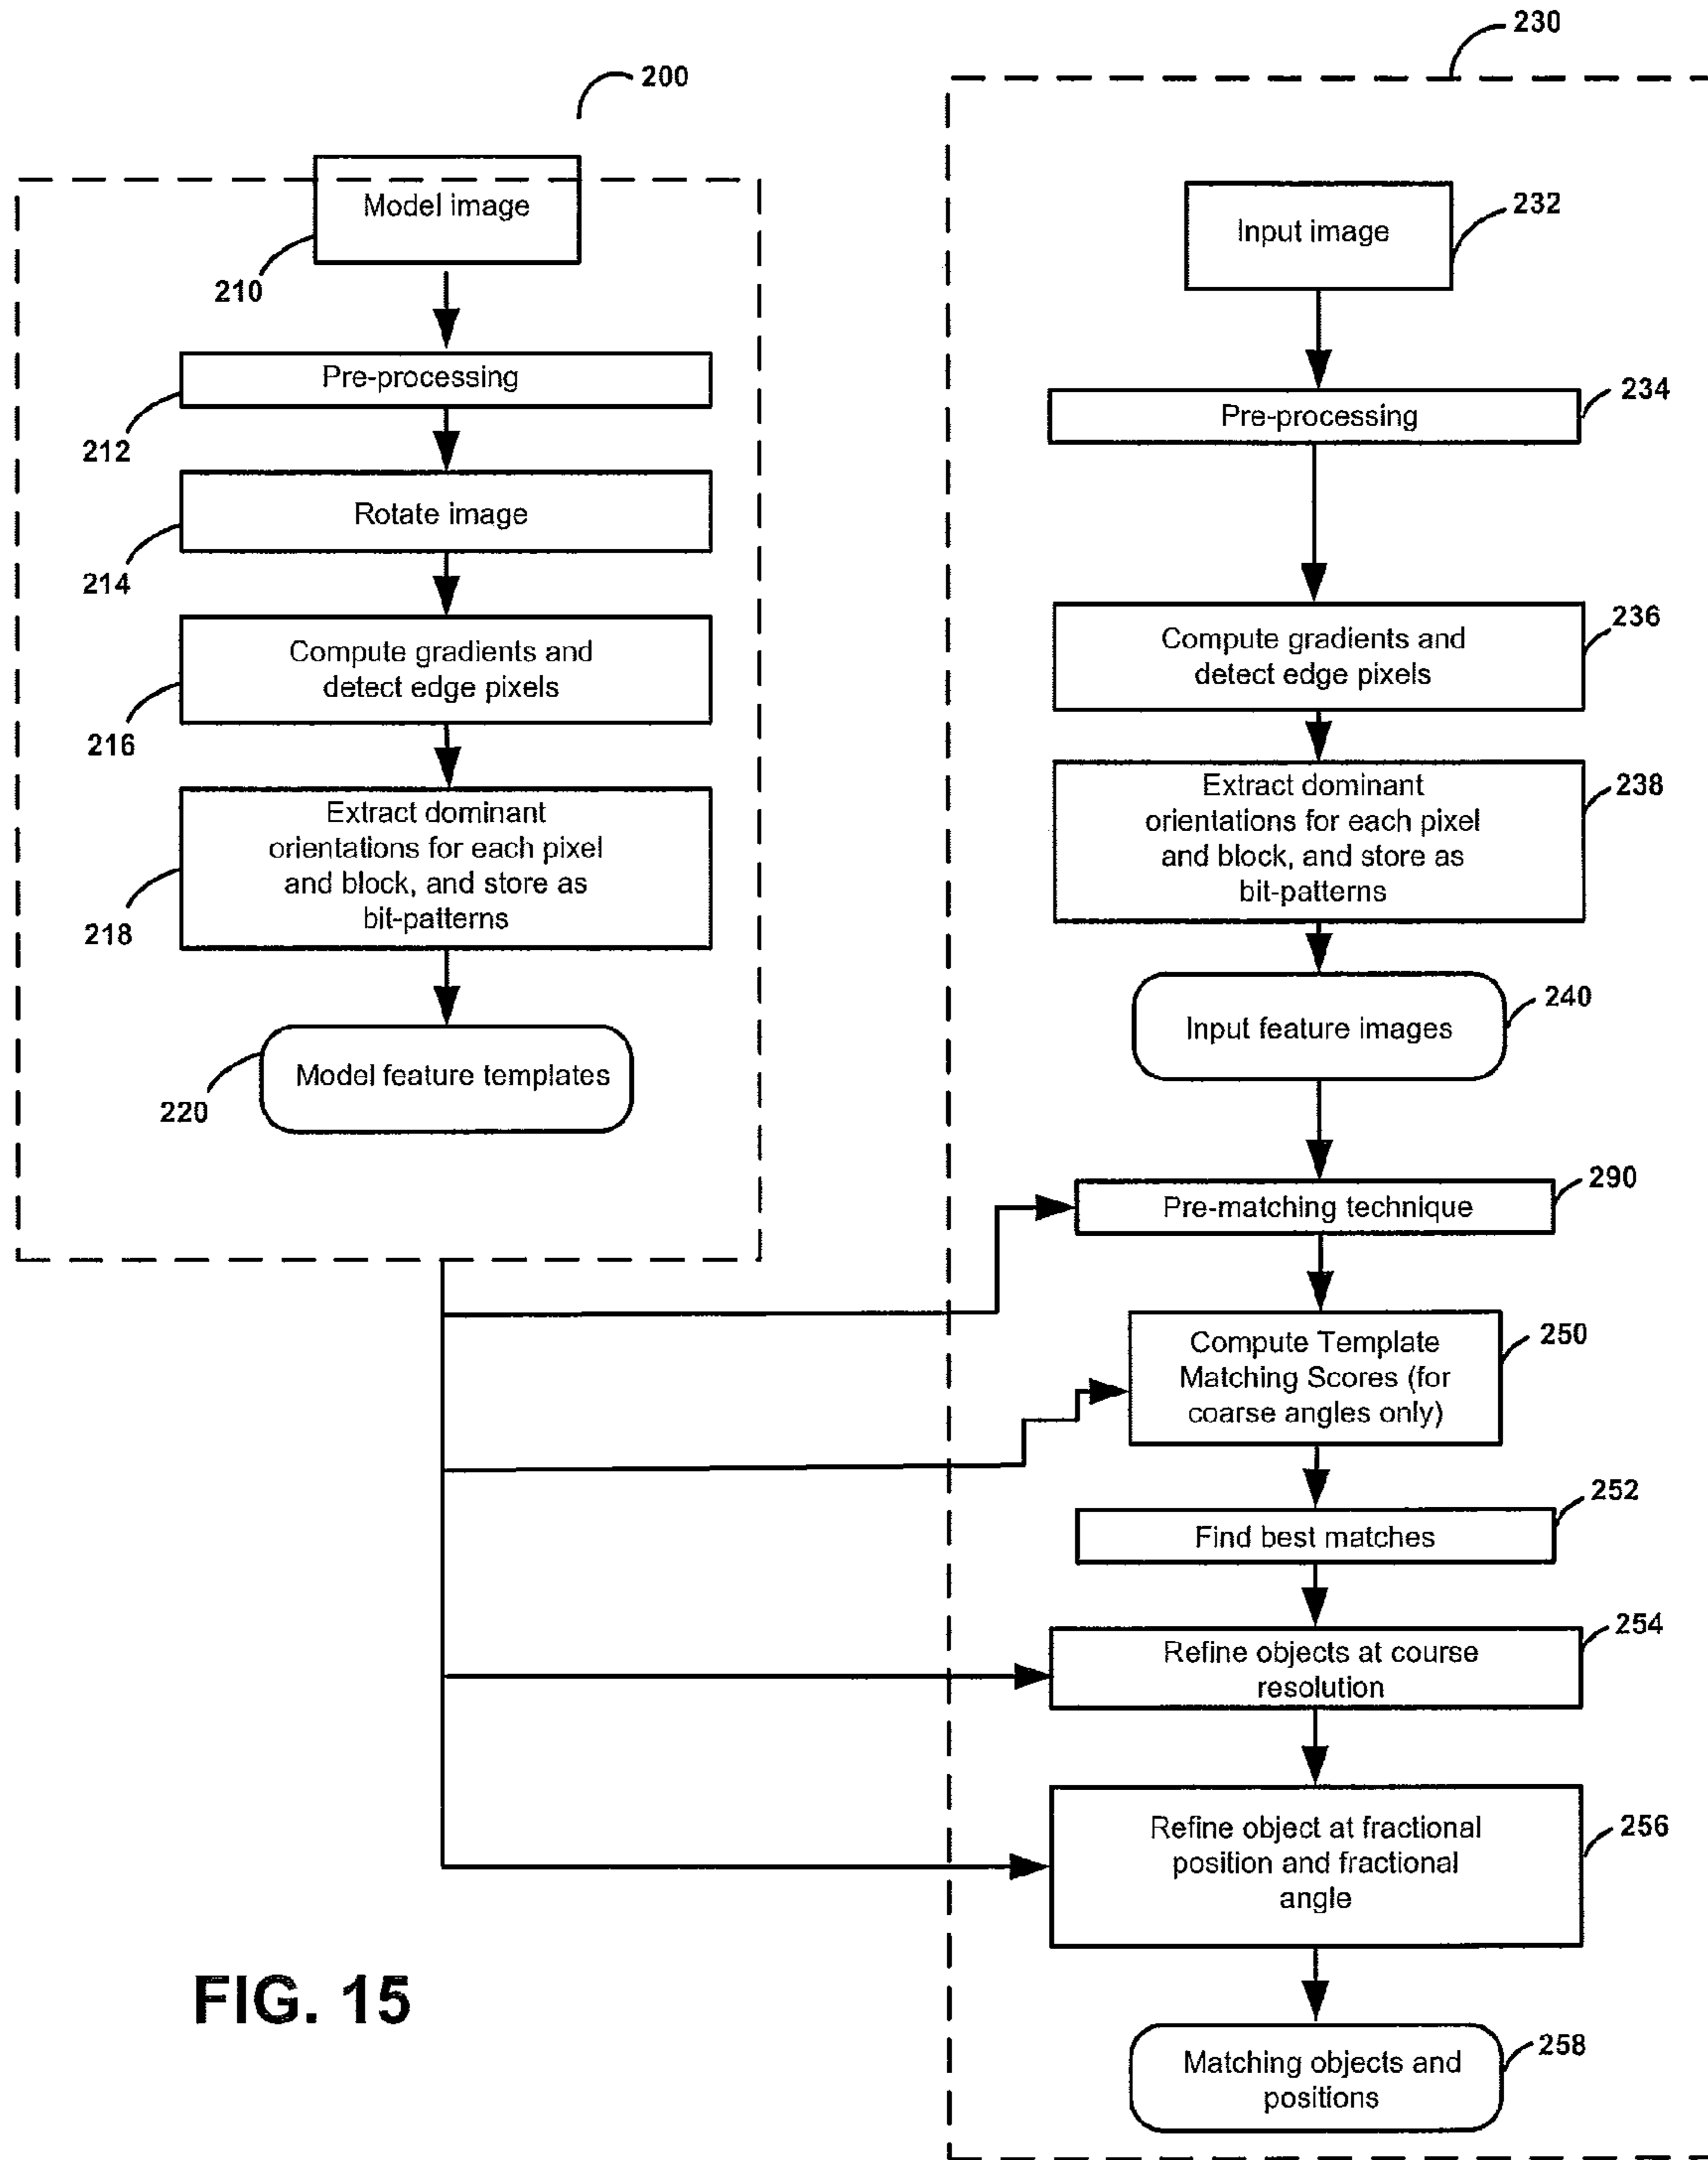 200
Model image
210
Pre-processing
212
Rotate image
214
Compute gradients and
detect edge pixels
216
Extract dominant
orientations for each pixel
and block, and store as
bit-patterns
218
Model feature templates
220
230
Input image
232
Pre-processing
234
Compute gradients and
detect edge pixels
236
Extract dominant
orientations for each pixel
and block, and store as
bit-patterns
238
Input feature images
240
Pre-matching technique
290
Compute Template
Matching Scores (for
coarse angles only)
250
Find best matches
252
Refine objects at course
resolution
254
Refine object at fractional
position and fractional
angle
256
Matching objects and
positions
258
FIG. 15